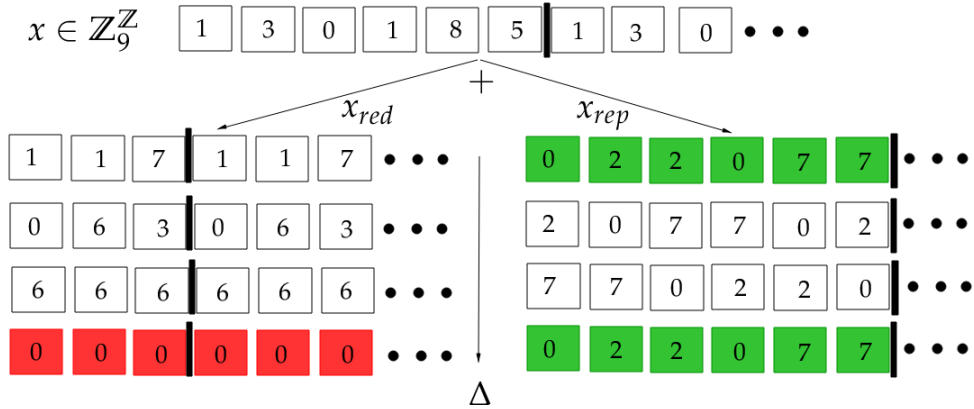 x ∈ ℤ₉^ℤ 1 3 0 1 8 5 1 3 0 •••
+
x_red x_rep
1 1 7 1 1 7 ••• 0 2 2 0 7 7 •••
0 6 3 0 6 3 ••• 2 0 7 7 0 2 •••
6 6 6 6 6 6 ••• 7 7 0 2 2 0 •••
0 0 0 0 0 0 ••• 0 2 2 0 7 7 •••
Δ